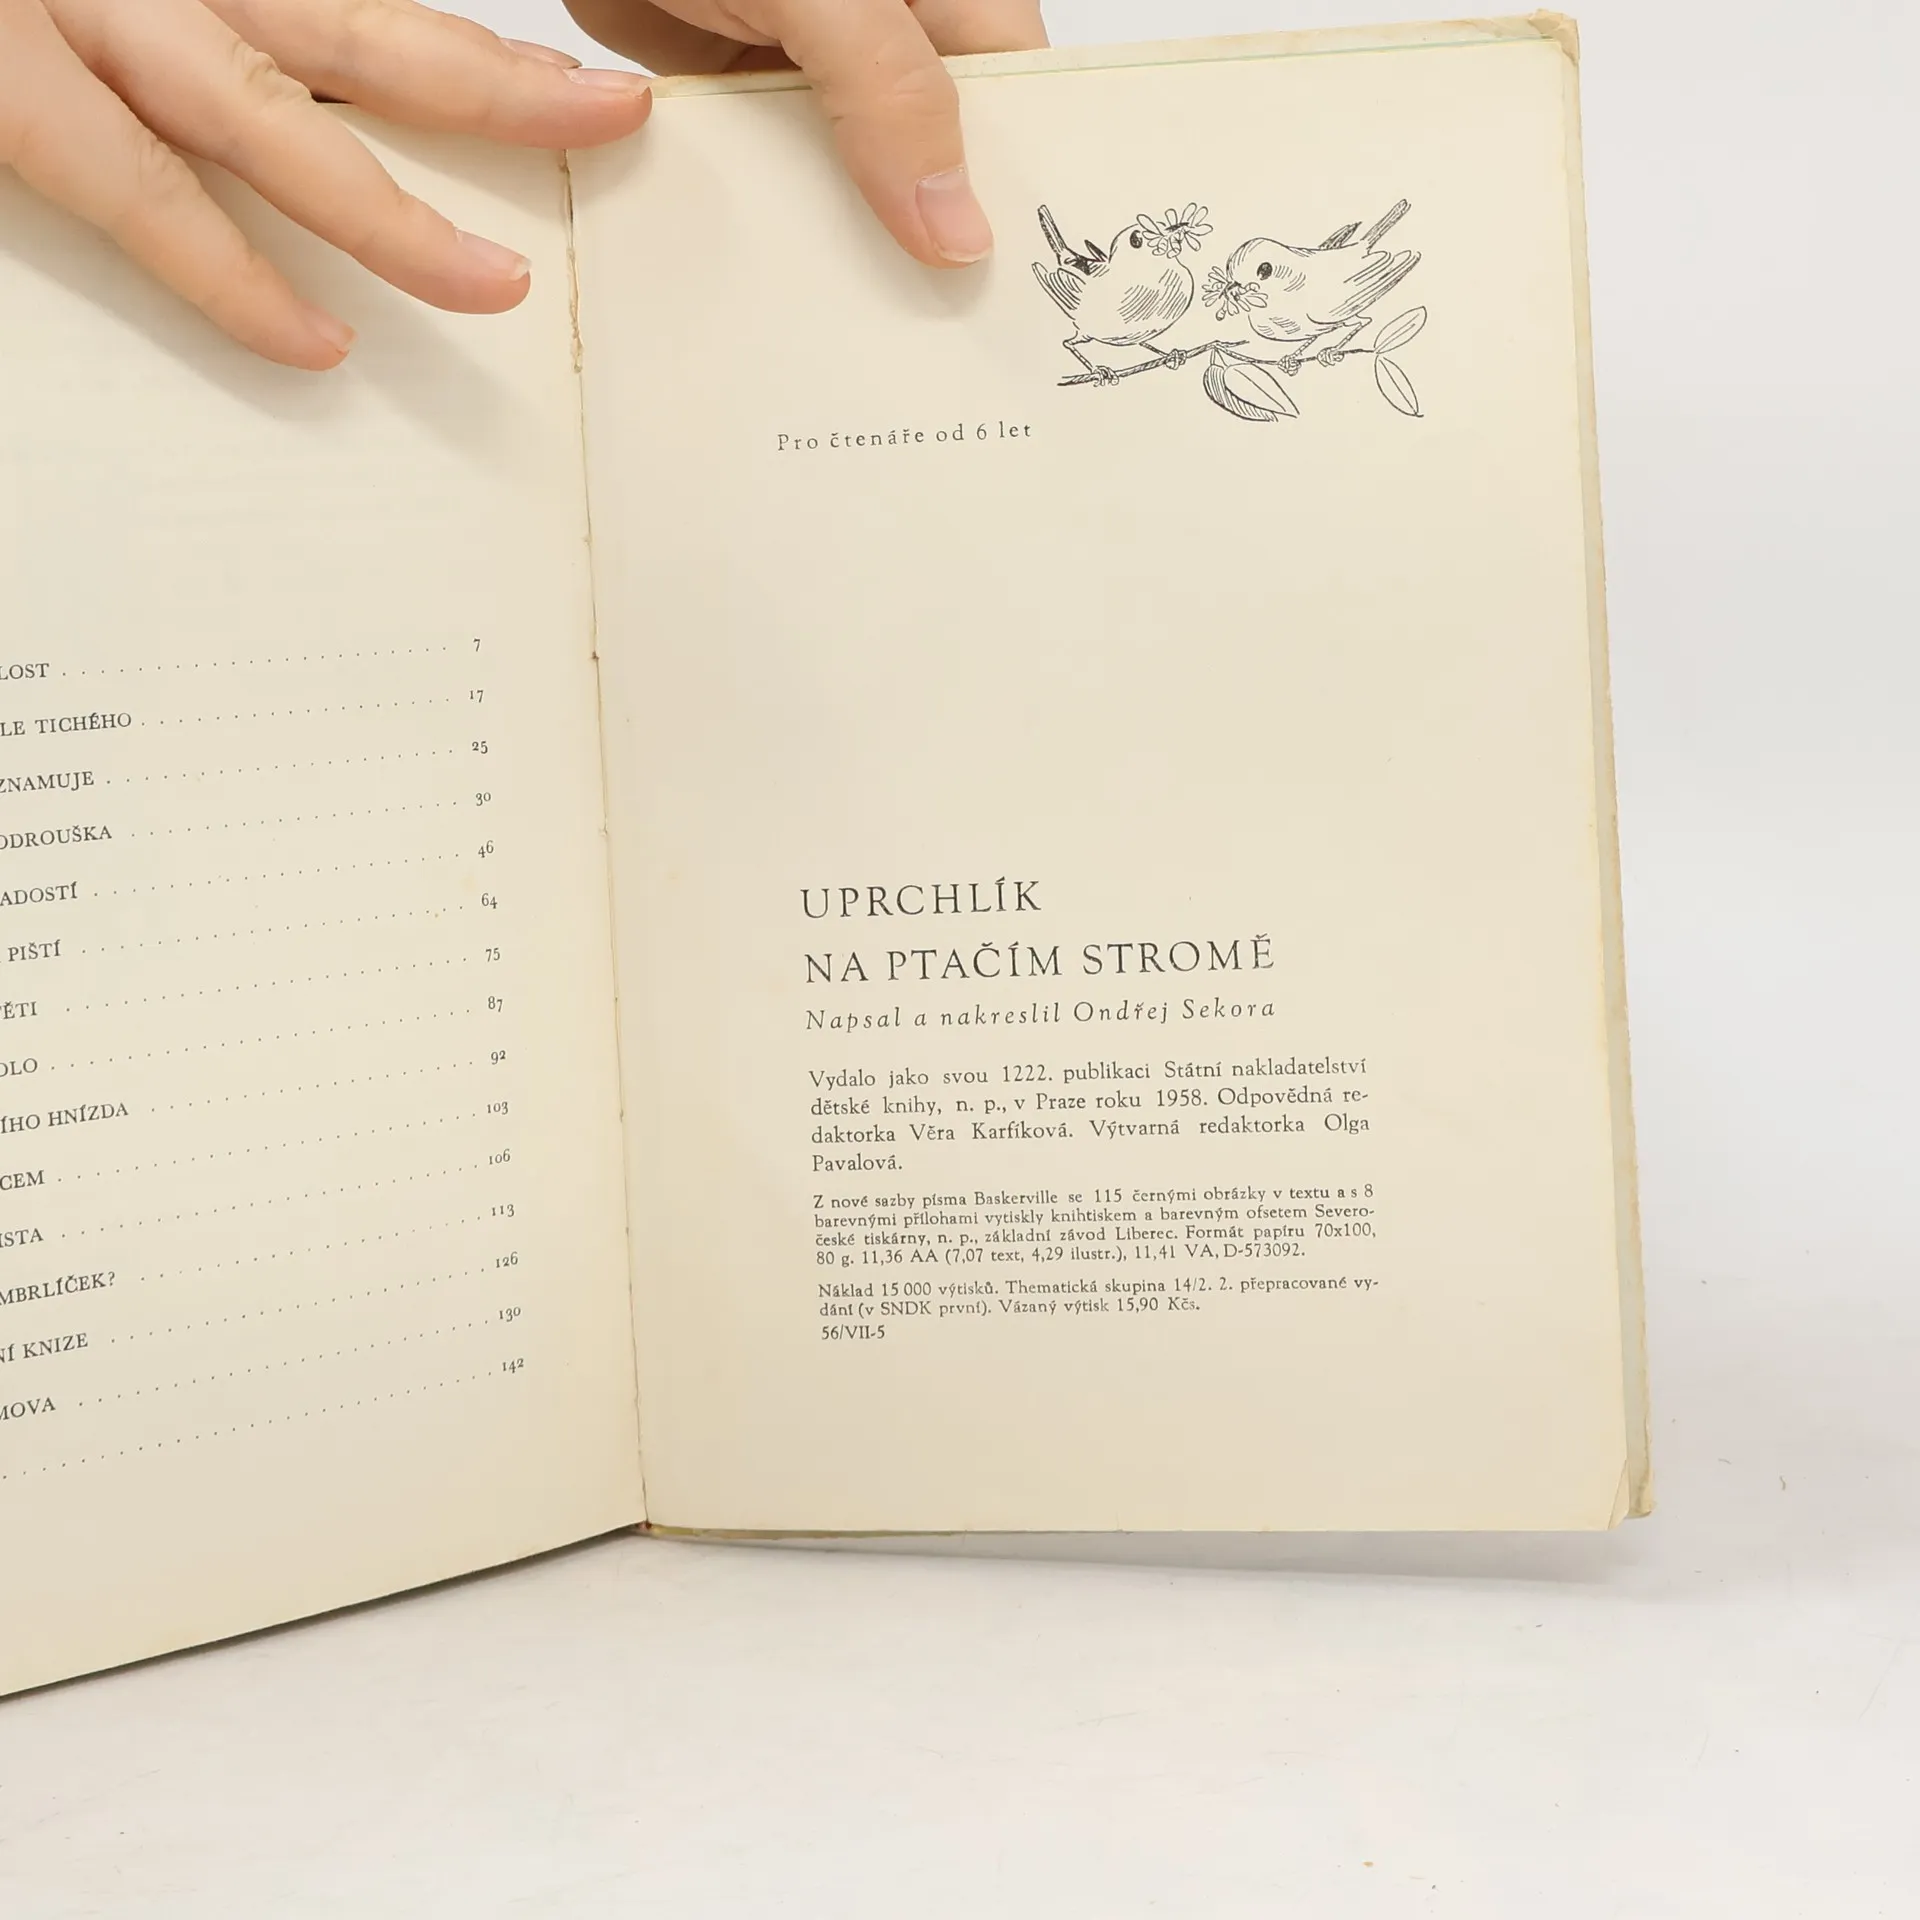 LOST . . . . . . . . . . . . . . . . . . . . . 7
LE TICHÉHO . . . . . . . . . . . . . . . . . 17
ZNAMUJE . . . . . . . . . . . . . . . . . . . 25
ODROUŠKA . . . . . . . . . . . . . . . . . . 30
ADOSTÍ . . . . . . . . . . . . . . . . . . . . 46
PIŠTÍ . . . . . . . . . . . . . . . . . . . . . 64
ĚTI . . . . . . . . . . . . . . . . . . . . . . 75
OLO . . . . . . . . . . . . . . . . . . . . . . 87
ÍHO HNÍZDA . . . . . . . . . . . . . . . . . 92
CEM . . . . . . . . . . . . . . . . . . . . . . 103
ISTA . . . . . . . . . . . . . . . . . . . . . 106
MBRLÍČEK? . . . . . . . . . . . . . . . . . . 113
NÍ KNIZE . . . . . . . . . . . . . . . . . . . 126
MOVA . . . . . . . . . . . . . . . . . . . . . 130
. . . . . . . . . . . . . . . . . . . . . . . . 142
Pro čtenáře od 6 let
UPRCHLÍK
NA PTAČÍM STROMĚ
Napsal a nakreslil Ondřej Sekora
Vydalo jako svou 1222. publikaci Státní nakladatelství
dětské knihy, n. p., v Praze roku 1958. Odpovědná re-
daktorka Věra Karfíková. Výtvarná redaktorka Olga
Pavalová.
Z nové sazby písma Baskerville se 115 černými obrázky v textu a s 8
barevnými přílohami vytiskly knihtiskem a barevným ofsetem Severo-
české tiskárny, n. p., základní závod Liberec. Formát papíru 70x100,
80 g. 11,36 AA (7,07 text, 4,29 ilustr.), 11,41 VA, D-573092.
Náklad 15 000 výtisků. Thematická skupina 14/2. 2. přepracované vy-
dání (v SNDK první). Vázaný výtisk 15,90 Kčs.
56/VII-5